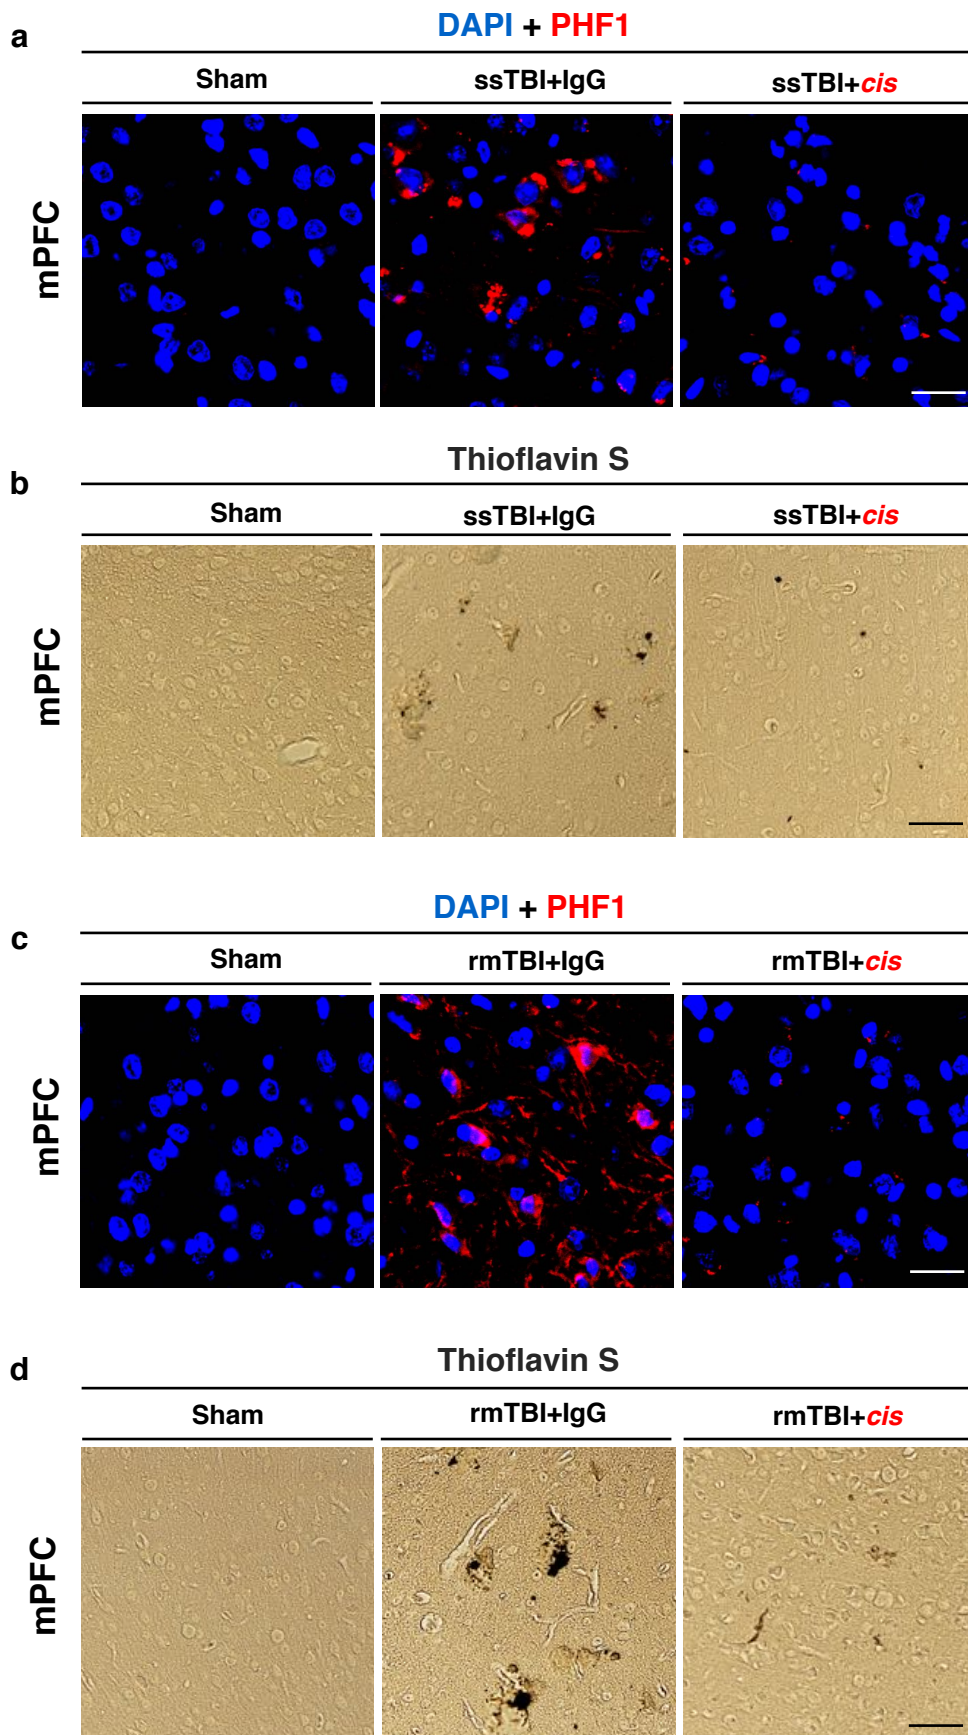 a
DAPI + PHF1
Sham ssTBI+IgG ssTBI+cis
mPFC
b
Thioflavin S
Sham ssTBI+IgG ssTBI+cis
mPFC
c
DAPI + PHF1
Sham rmTBI+IgG rmTBI+cis
mPFC
d
Thioflavin S
Sham rmTBI+IgG rmTBI+cis
mPFC